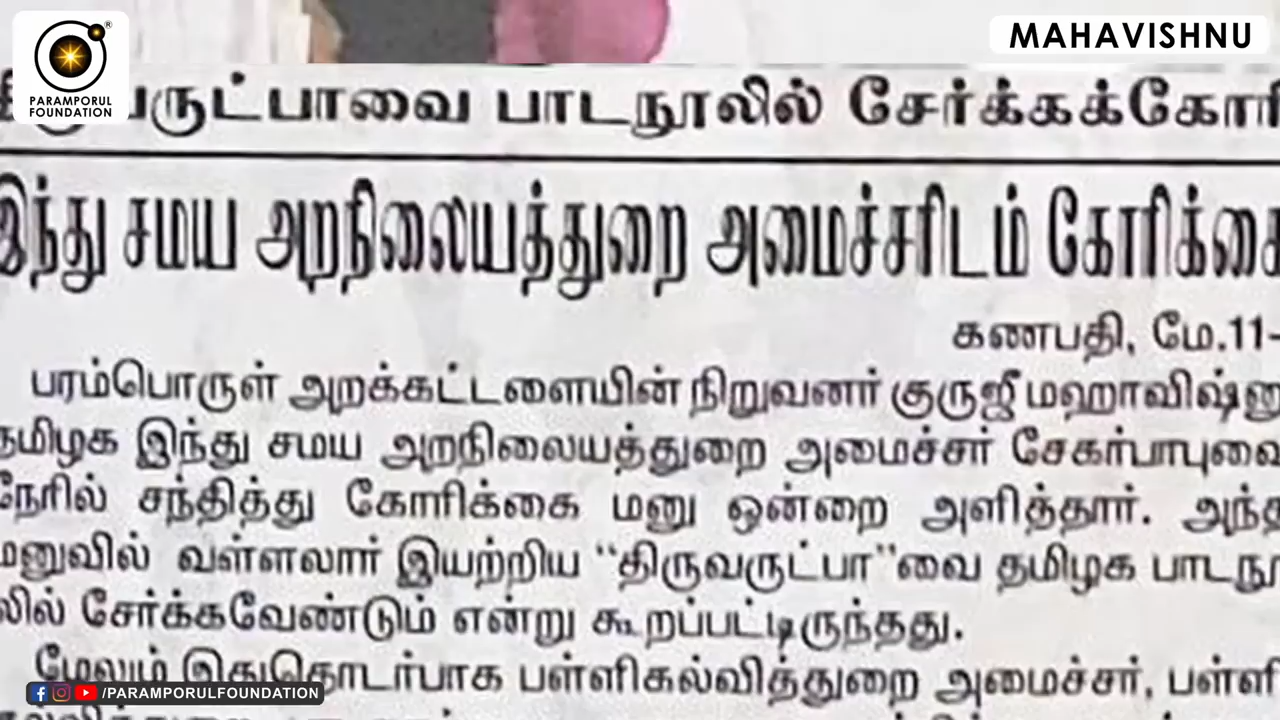 PARAMPORUL
FOUNDATION
MAHAVISHNU
திருவருட்பாவை பாடநூலில் சேர்க்கக்கோரி
இந்து சமய அறநிலையத்துறை அமைச்சரிடம் கோரிக்கை
கணபதி, மே.11-
பரம்பொருள் அறக்கட்டளையின் நிறுவனர் குருஜீ மஹாவிஷ்ணு
தமிழக இந்து சமய அறநிலையத்துறை அமைச்சர் சேகர்பாபுவை
நேரில் சந்தித்து கோரிக்கை மனு ஒன்றை அளித்தார். அந்த
மனுவில் வள்ளலார் இயற்றிய "திருவருட்பா"வை தமிழக பாடநூ
லில் சேர்க்கவேண்டும் என்று கூறப்பட்டிருந்தது.
மேலும் இதுதொடர்பாக பள்ளிகல்வித்துறை அமைச்சர், பள்ளி
/PARAMPORULFOUNDATION